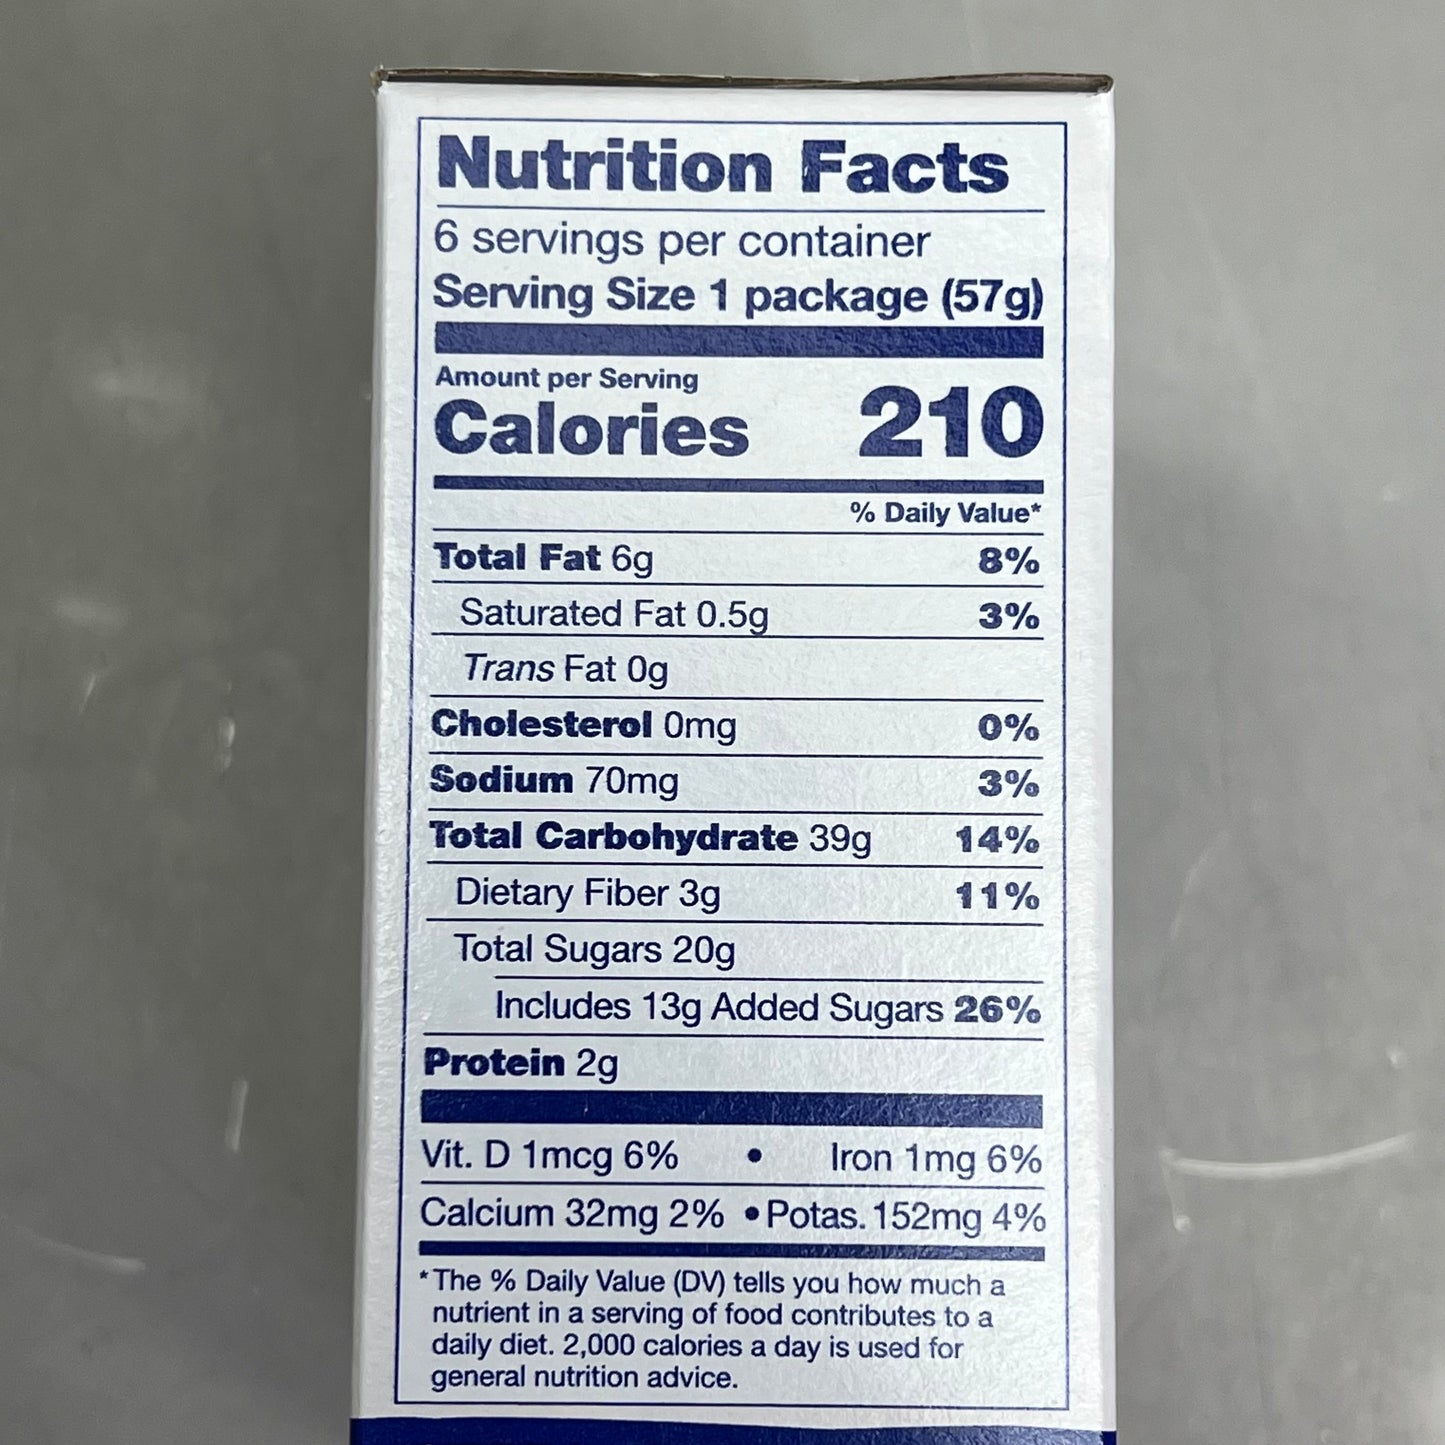 Nutrition Facts
6 servings per container
Serving Size 1 package (57g)
Amount per Serving
Calories 210
% Daily Value*
Total Fat 6g 8%
Saturated Fat 0.5g 3%
Trans Fat 0g
Cholesterol 0mg 0%
Sodium 70mg 3%
Total Carbohydrate 39g 14%
Dietary Fiber 3g 11%
Total Sugars 20g
Includes 13g Added Sugars 26%
Protein 2g
Vit. D 1mcg 6% • Iron 1mg 6%
Calcium 32mg 2% • Potas. 152mg 4%
*The % Daily Value (DV) tells you how much a
nutrient in a serving of food contributes to a
daily diet. 2,000 calories a day is used for
general nutrition advice.